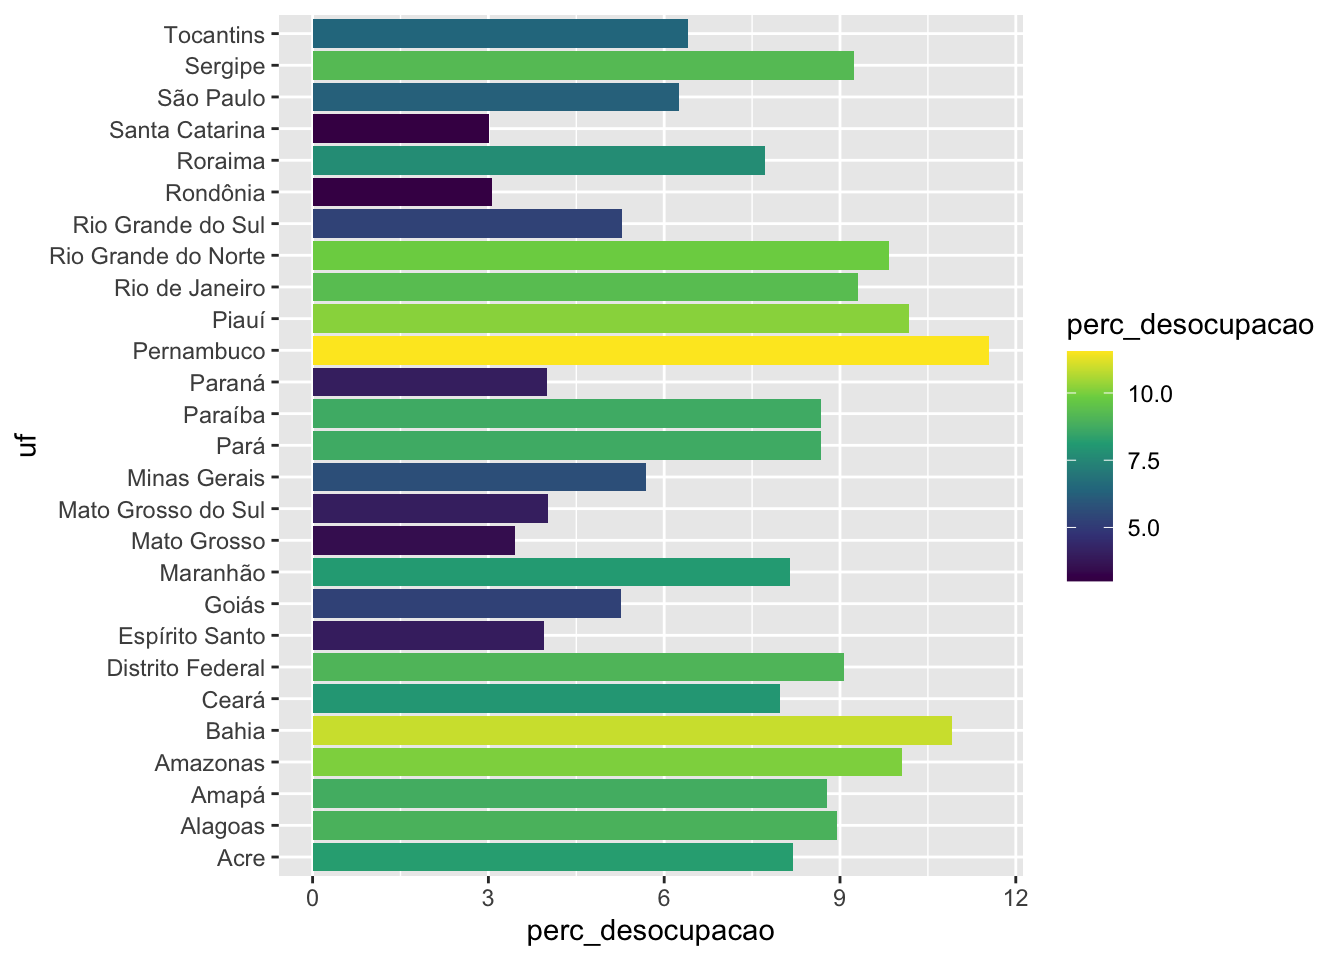 Tocantins
Sergipe
São Paulo
Santa Catarina
Roraima
Rondônia
Rio Grande do Sul
Rio Grande do Norte
Rio de Janeiro
Piauí
Pernambuco
Paraná
Paraíba
Pará
Minas Gerais
Mato Grosso do Sul
Mato Grosso
Maranhão
Goiás
Espírito Santo
Distrito Federal
Ceará
Bahia
Amazonas
Amapá
Alagoas
Acre
uf
0 3 6 9 12
perc_desocupacao
perc_desocupacao
10.0
7.5
5.0